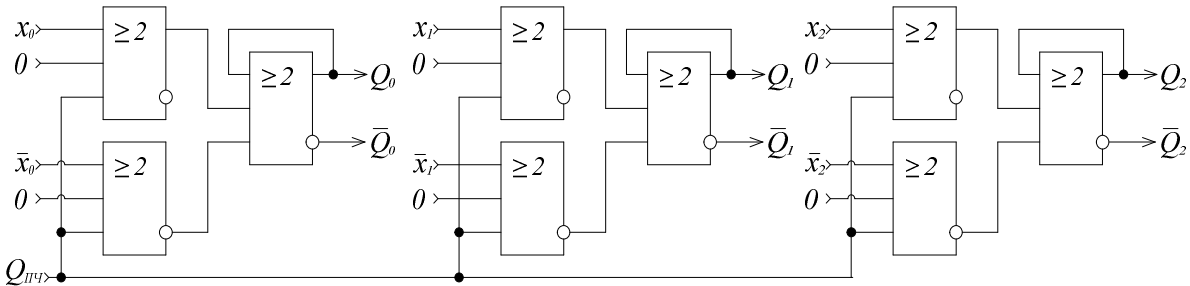 x₀ ≥2 x₁ ≥2 x₂ ≥2
0 ≥2 Q₀ 0 ≥2 Q₁ 0 ≥2 Q₂
Q̅₀ Q̅₁ Q̅₂
x̅₀ ≥2 x̅₁ ≥2 x̅₂ ≥2
0 0 0
Qпч